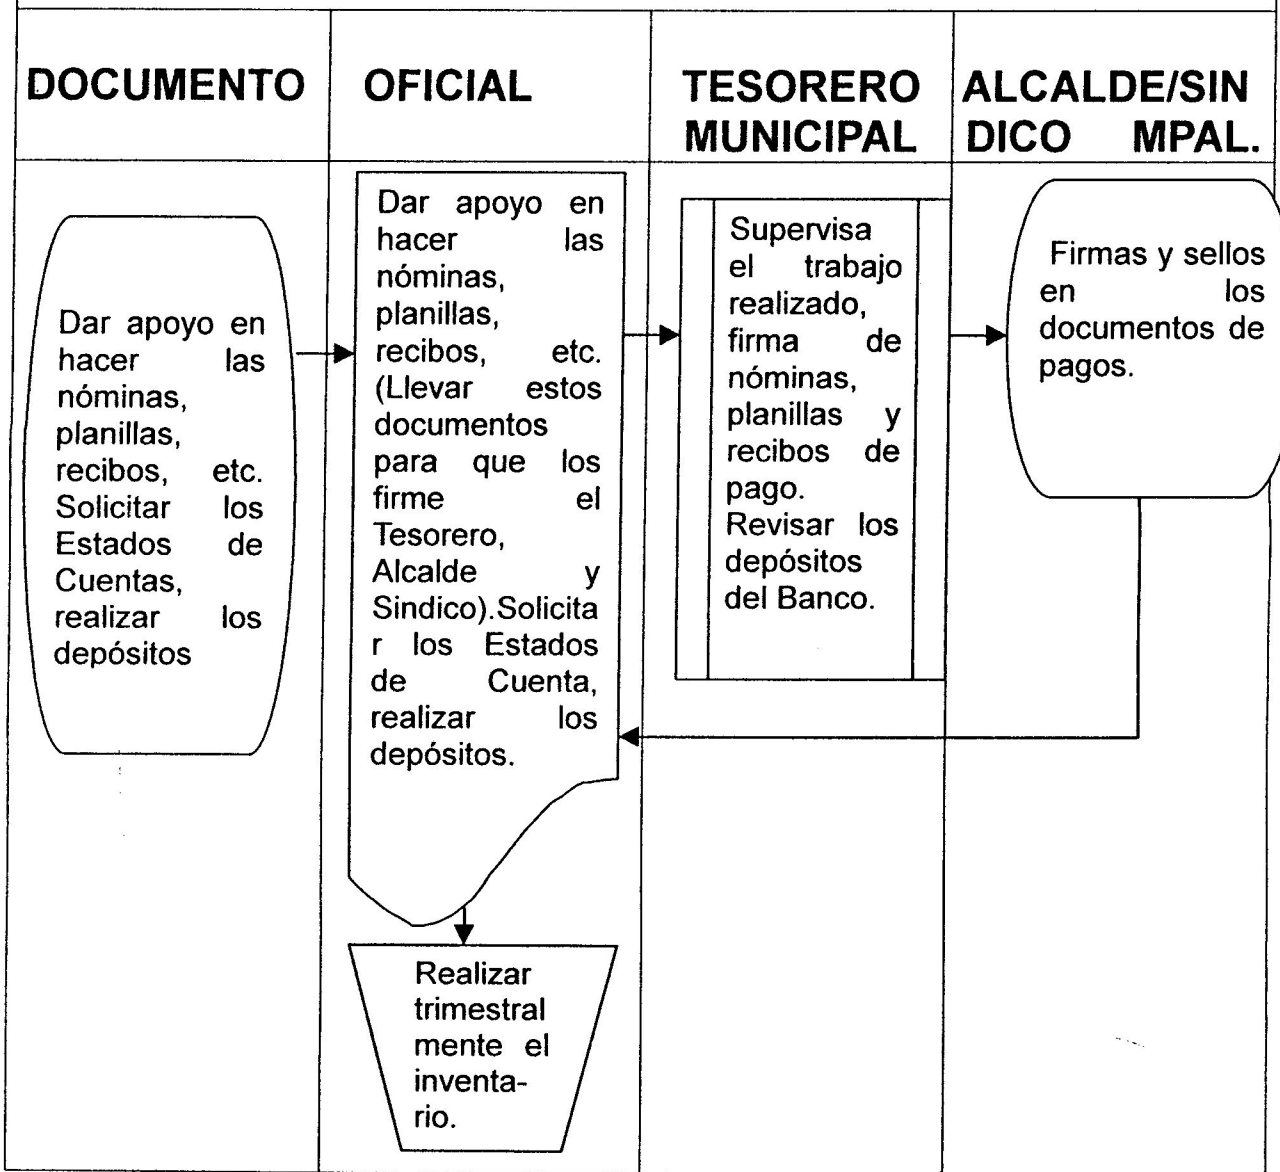 DOCUMENTO
OFICIAL
TESORERO
MUNICIPAL
ALCALDE/SIN
DICO MPAL.
Dar apoyo en
hacer las
nóminas,
planillas,
recibos, etc.
Solicitar los
Estados de
Cuentas,
realizar los
depósitos
Dar apoyo en
hacer las
nóminas,
planillas,
recibos, etc.
(Llevar estos
documentos
para que los
firme el
Tesorero,
Alcalde y
Sindico).Solicita
r los Estados
de Cuenta,
realizar los
depósitos.
Supervisa
el trabajo
realizado,
firma de
nóminas,
planillas y
recibos de
pago.
Revisar los
depósitos
del Banco.
Firmas y sellos
en los
documentos de
pagos.
Realizar
trimestral
mente el
inventa-
rio.